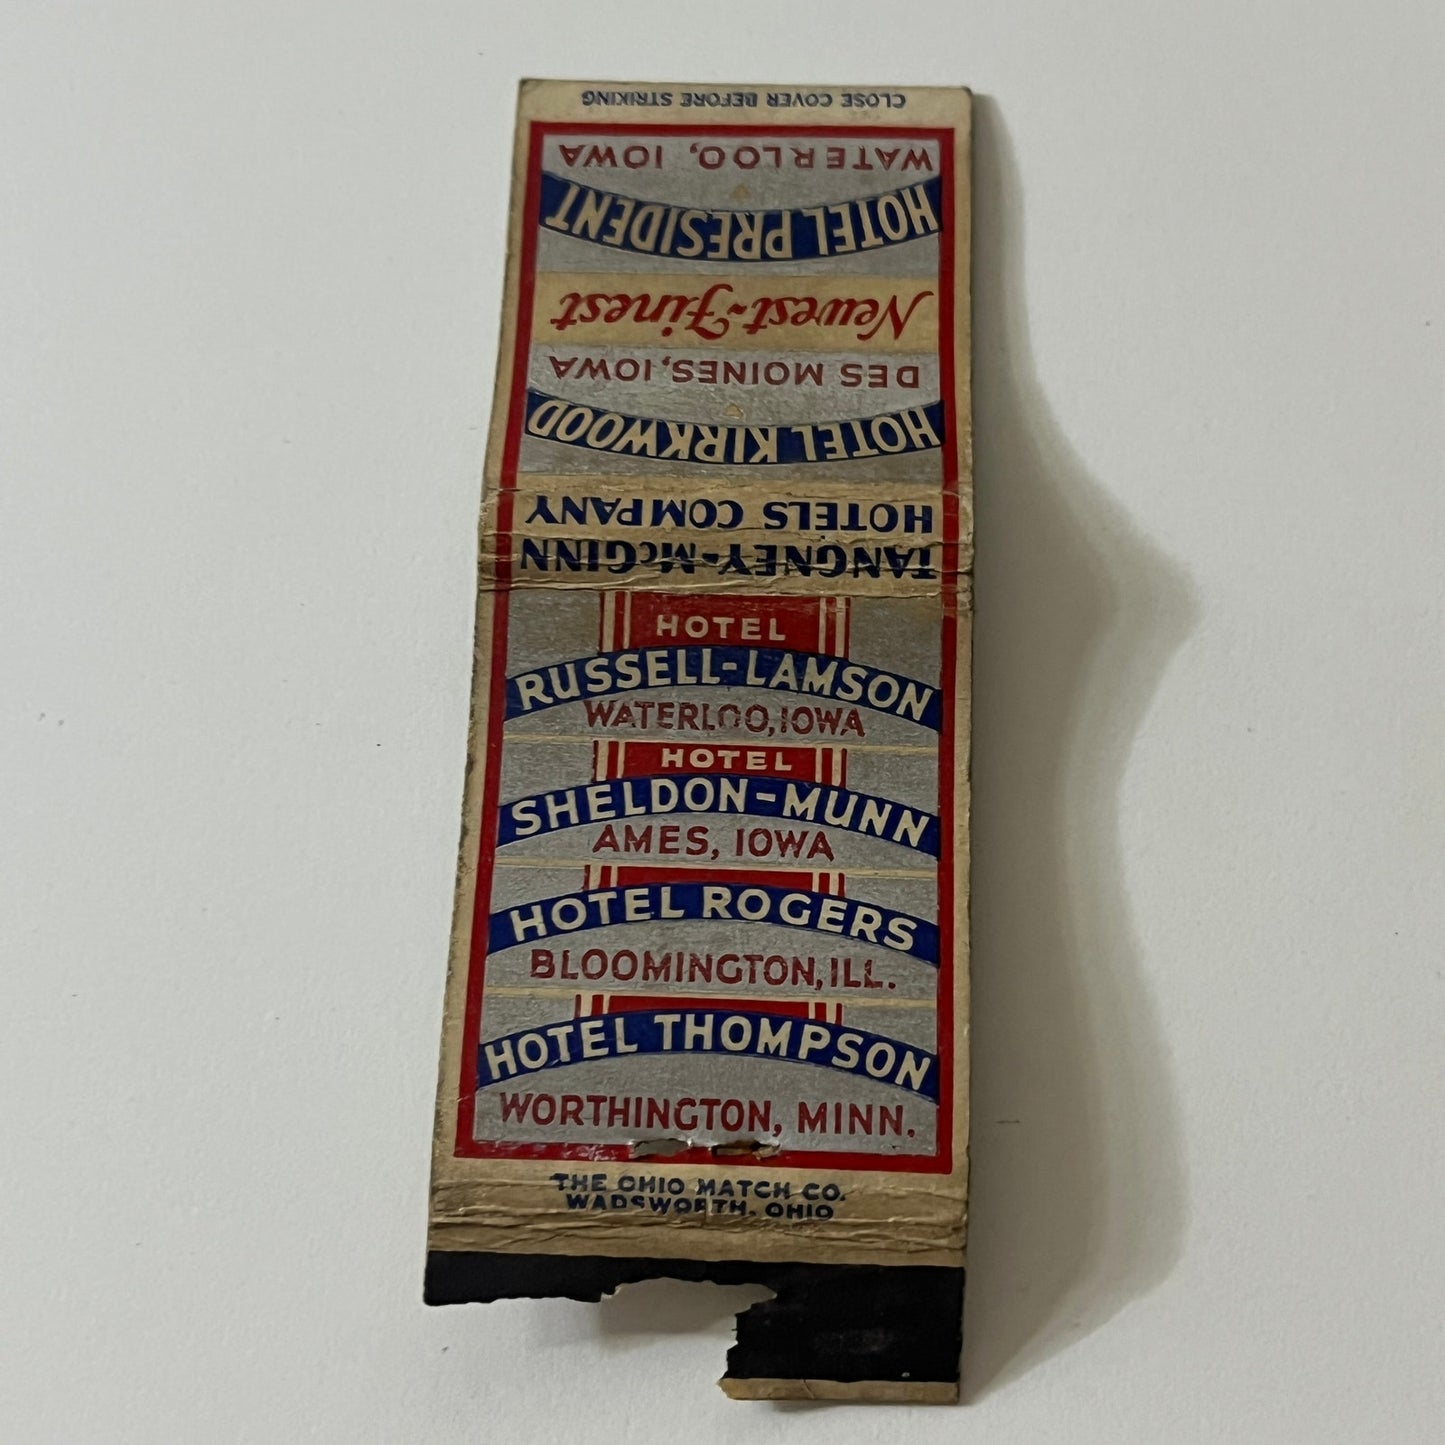 CLOSE COVER BEFORE STRIKING
HOTEL KIRKWOOD
DES MOINES, IOWA
Newest-Finest
HOTEL PRESIDENT
WATERLOO, IOWA
TANGNEY-McGINN
HOTELS COMPANY
HOTEL
RUSSELL-LAMSON
WATERLOO, IOWA
HOTEL
SHELDON-MUNN
AMES, IOWA
HOTEL ROGERS
BLOOMINGTON, ILL.
HOTEL THOMPSON
WORTHINGTON, MINN.
THE OHIO MATCH CO.
WADSWORTH, OHIO